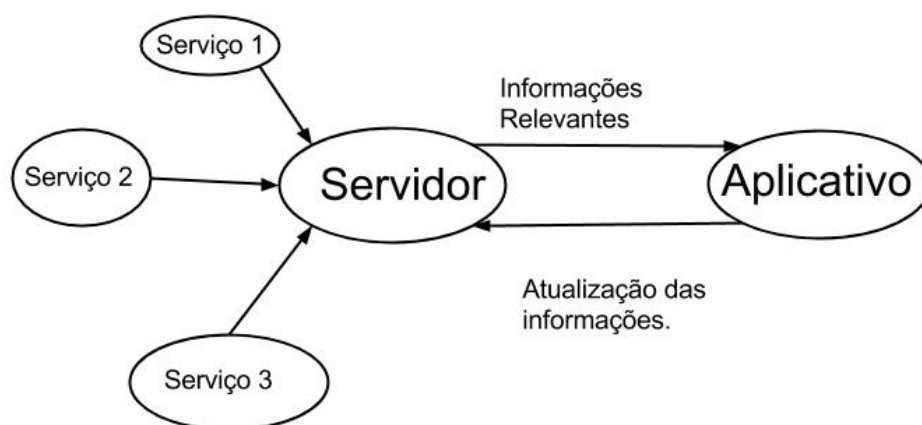 Serviço 1
Informações
Relevantes
Serviço 2
Servidor
Aplicativo
Atualização das
informações.
Serviço 3